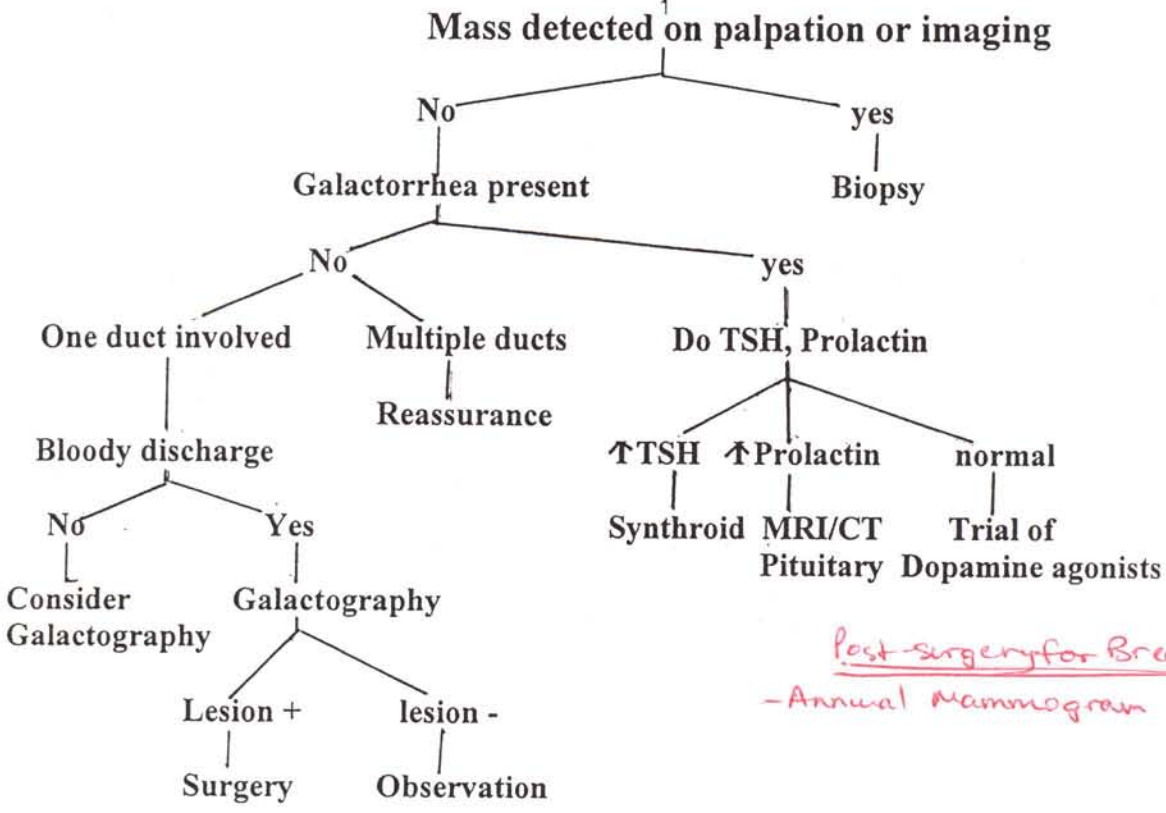 Mass detected on palpation or imaging
No
yes
Galactorrhea present
Biopsy
No
yes
One duct involved
Multiple ducts
Do TSH, Prolactin
Reassurance
Bloody discharge
↑TSH
↑Prolactin
normal
No
Yes
Synthroid
MRI/CT
Pituitary
Trial of
Dopamine agonists
Consider
Galactography
Galactography
Post-surgery for Bre
- Annual Mammogram
Lesion +
lesion -
Surgery
Observation